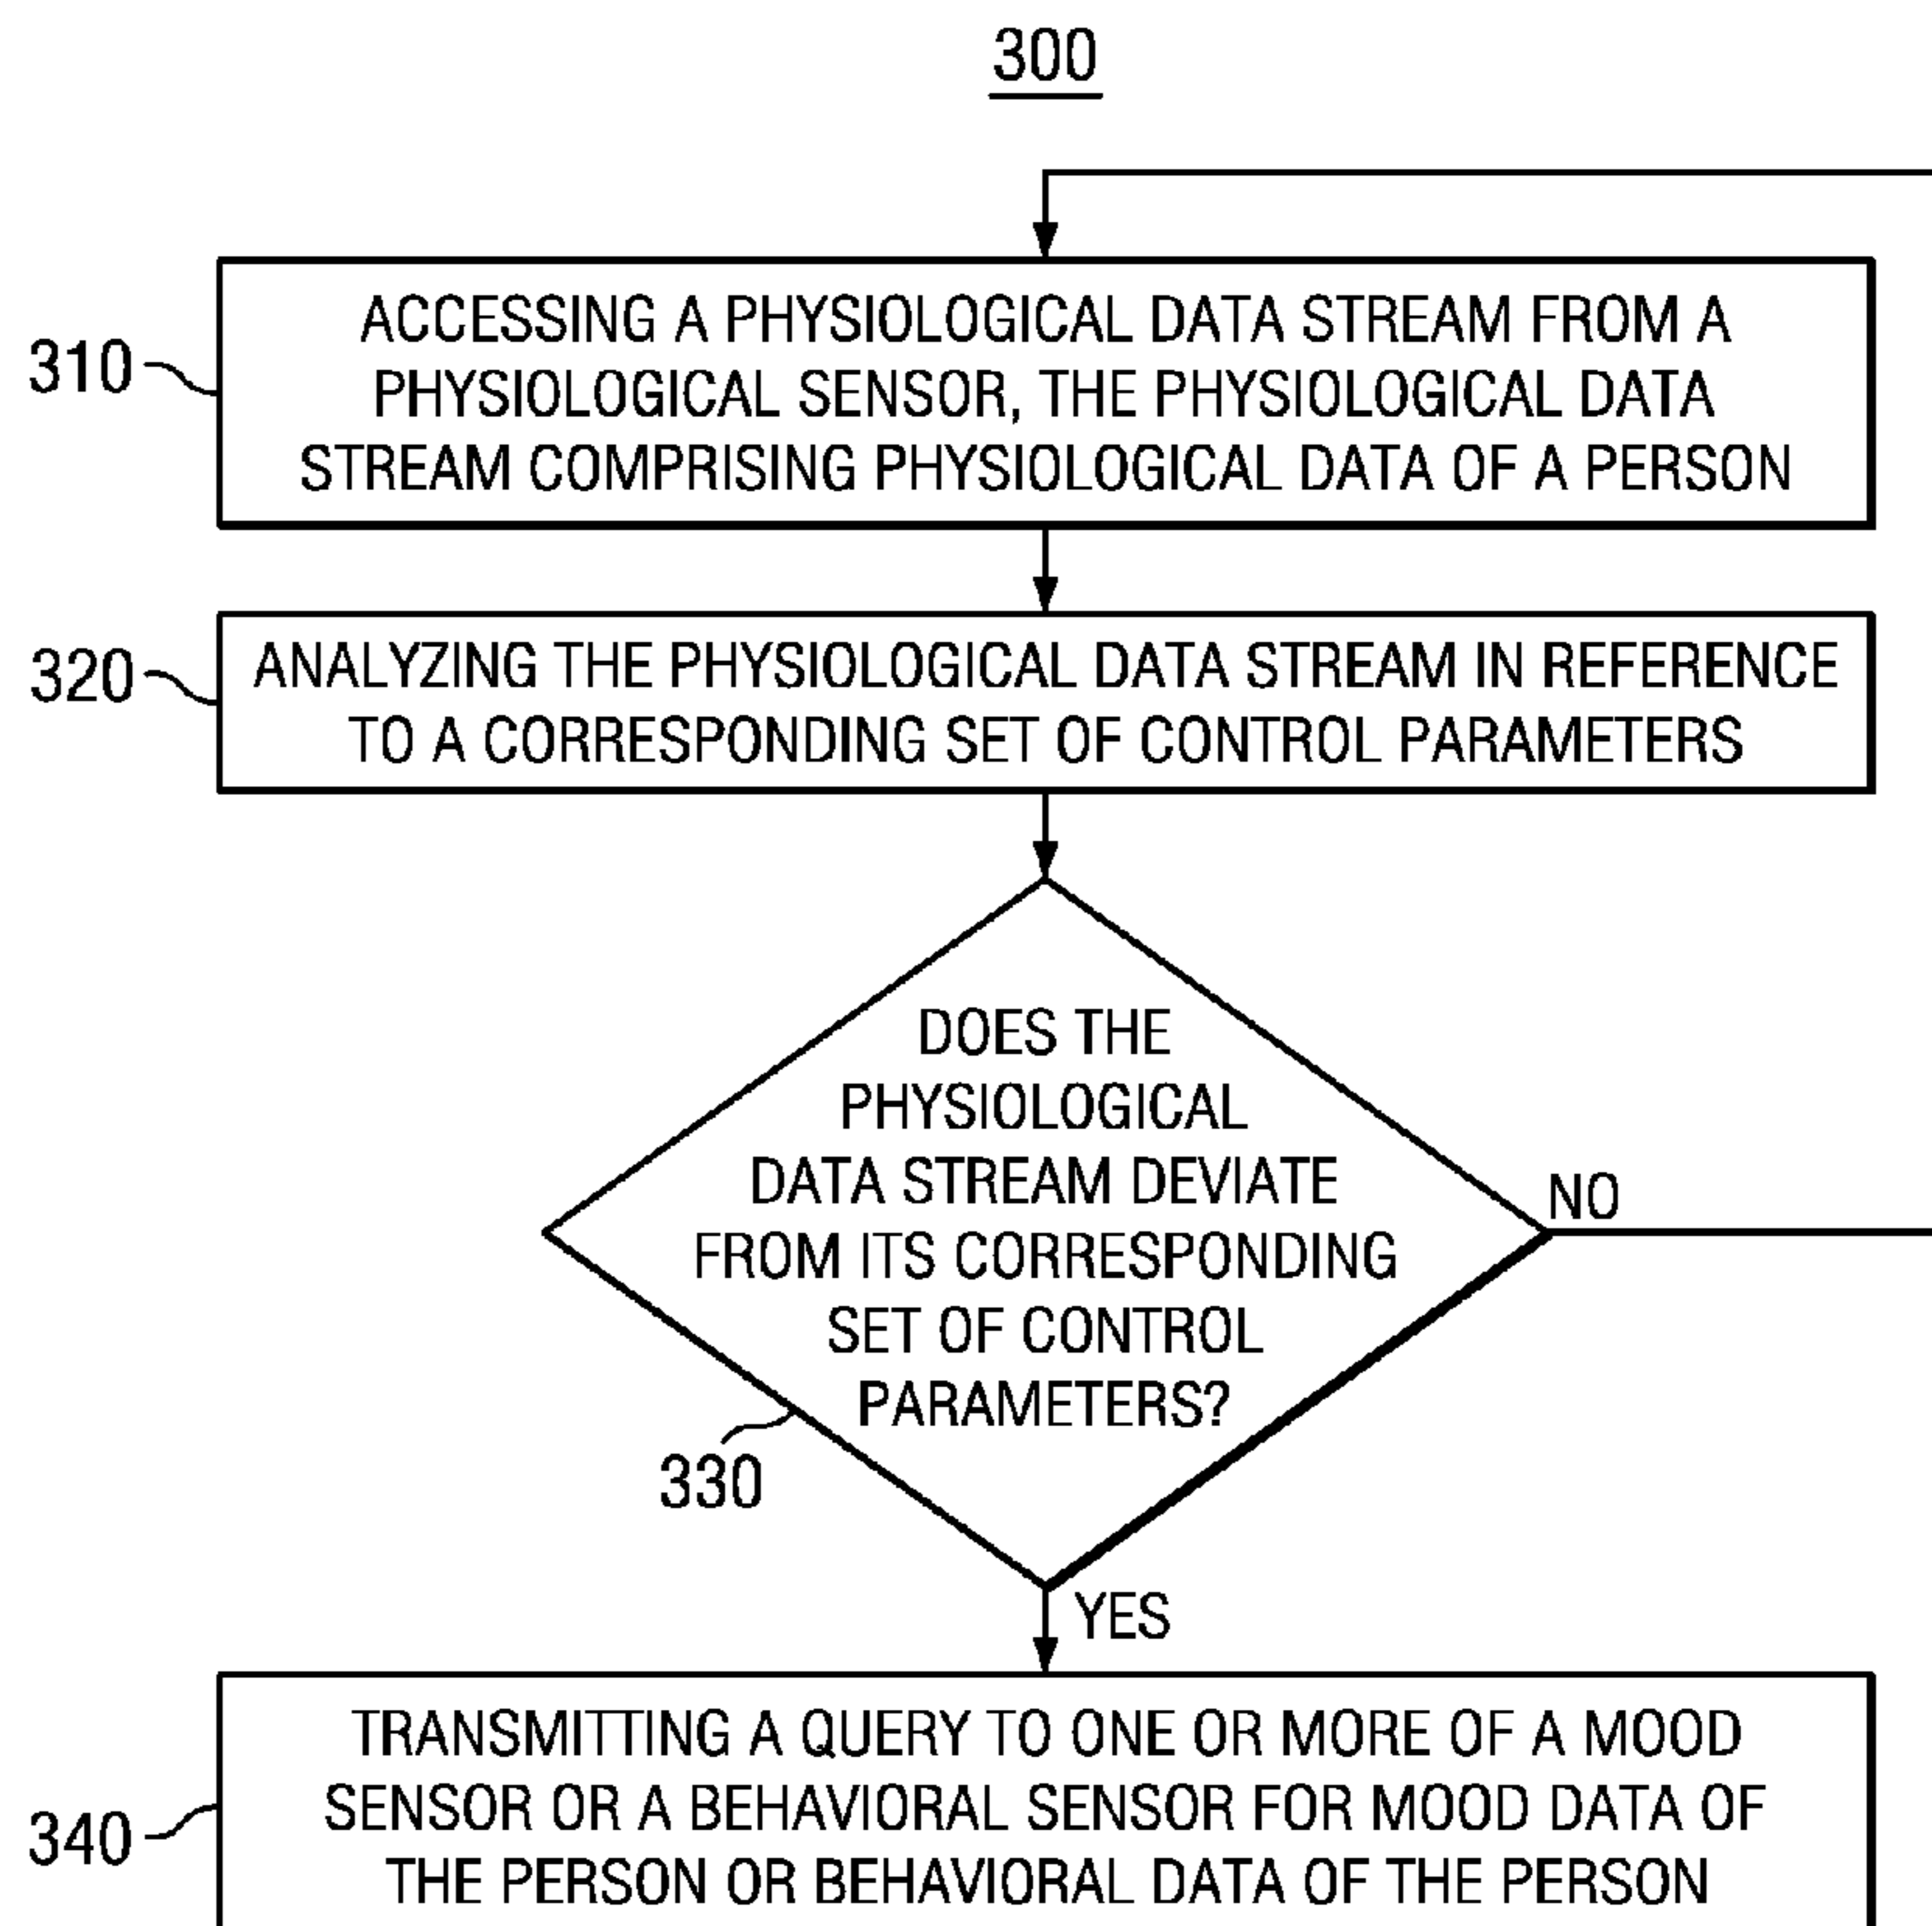 300
310
ACCESSING A PHYSIOLOGICAL DATA STREAM FROM A
PHYSIOLOGICAL SENSOR, THE PHYSIOLOGICAL DATA
STREAM COMPRISING PHYSIOLOGICAL DATA OF A PERSON
320
ANALYZING THE PHYSIOLOGICAL DATA STREAM IN REFERENCE
TO A CORRESPONDING SET OF CONTROL PARAMETERS
DOES THE
PHYSIOLOGICAL
DATA STREAM DEVIATE
FROM ITS CORRESPONDING
SET OF CONTROL
PARAMETERS?
NO
330
YES
340
TRANSMITTING A QUERY TO ONE OR MORE OF A MOOD
SENSOR OR A BEHAVIORAL SENSOR FOR MOOD DATA OF
THE PERSON OR BEHAVIORAL DATA OF THE PERSON